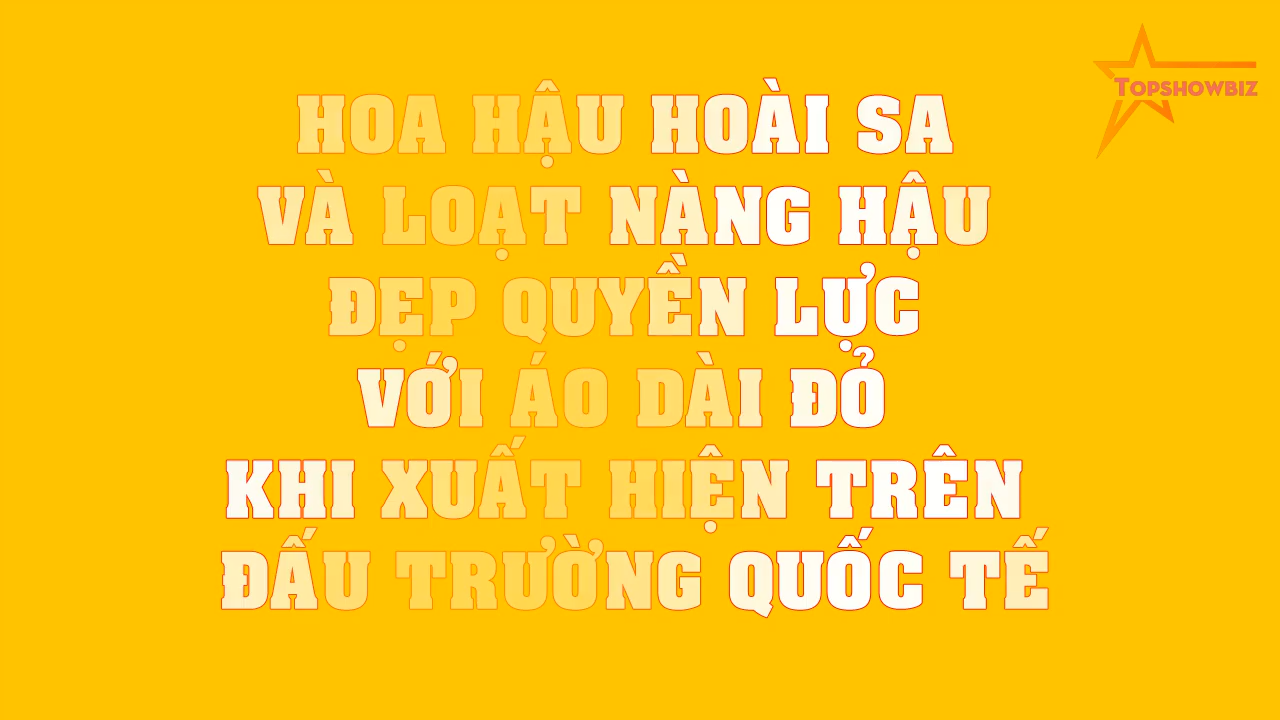 HOA HẬU HOÀI SA
VÀ LOẠT NÀNG HẬU
ĐẸP QUYỀN LỰC
VỚI ÁO DÀI ĐỎ
KHI XUẤT HIỆN TRÊN
ĐẤU TRƯỜNG QUỐC TẾ
TOPSHOWBIZ